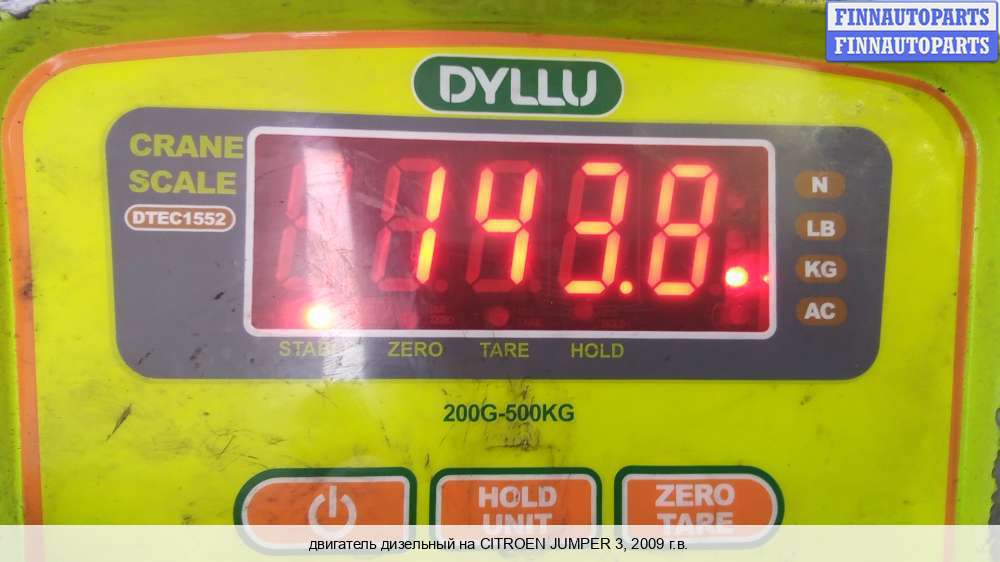 FINNAUTOPARTS
FINNAUTOPARTS
DYLLU
CRANE
SCALE
DTEC1552
143.0
N
LB
KG
AC
STABLE ZERO TARE HOLD
200G-500KG
HOLD
UNIT
ZERO
TARE
двигатель дизельный на CITROEN JUMPER 3, 2009 г.в.